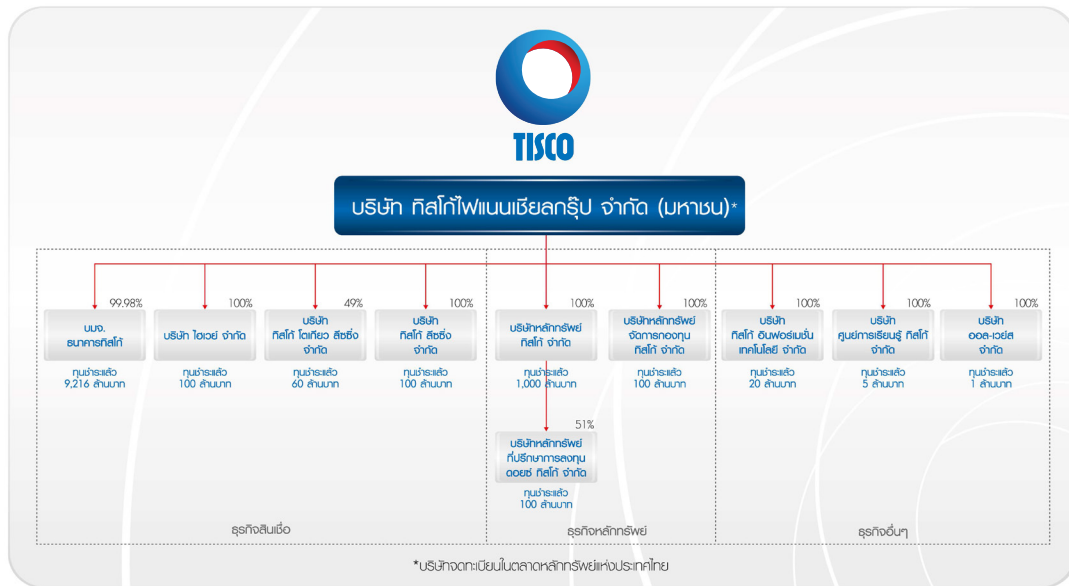 TISCO
บริษัท ทิสโก้ไฟแนนเชียลกรุ๊ป จำกัด (มหาชน)*
99.98%
บมจ.
ธนาคารทิสโก้
ทุนชำระแล้ว
9,216 ล้านบาท
100%
บริษัท ไฮเวย์ จำกัด
ทุนชำระแล้ว
100 ล้านบาท
49%
บริษัท
ทิสโก้ โตเกียว ลีซซิ่ง
จำกัด
ทุนชำระแล้ว
60 ล้านบาท
100%
บริษัท
ทิสโก้ ลีซซิ่ง
จำกัด
ทุนชำระแล้ว
100 ล้านบาท
100%
บริษัทหลักทรัพย์
ทิสโก้ จำกัด
ทุนชำระแล้ว
1,000 ล้านบาท
51%
บริษัทหลักทรัพย์
ที่ปรึกษาการลงทุน
ดอยซ์ ทิสโก้ จำกัด
ทุนชำระแล้ว
100 ล้านบาท
100%
บริษัทหลักทรัพย์
จัดการกองทุน
ทิสโก้ จำกัด
ทุนชำระแล้ว
100 ล้านบาท
100%
บริษัท
ทิสโก้ อินฟอร์เมชั่น
เทคโนโลยี จำกัด
ทุนชำระแล้ว
20 ล้านบาท
100%
บริษัท
ศูนย์การเรียนรู้ ทิสโก้
จำกัด
ทุนชำระแล้ว
5 ล้านบาท
100%
บริษัท
ออล-เวย์ส
จำกัด
ทุนชำระแล้ว
1 ล้านบาท
ธุรกิจสินเชื่อ
ธุรกิจหลักทรัพย์
ธุรกิจอื่นๆ
*บริษัทจดทะเบียนในตลาดหลักทรัพย์แห่งประเทศไทย